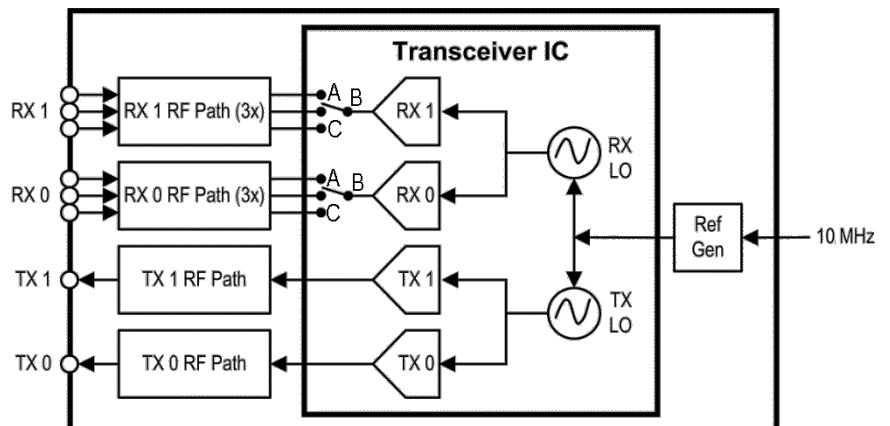 Transceiver IC
RX 1
RX 1 RF Path (3x)
A
B
C
RX 1
RX
LO
RX 0
RX 0 RF Path (3x)
A
B
C
RX 0
Ref
Gen
10 MHz
TX 1
TX 1 RF Path
TX 1
TX
LO
TX 0
TX 0 RF Path
TX 0